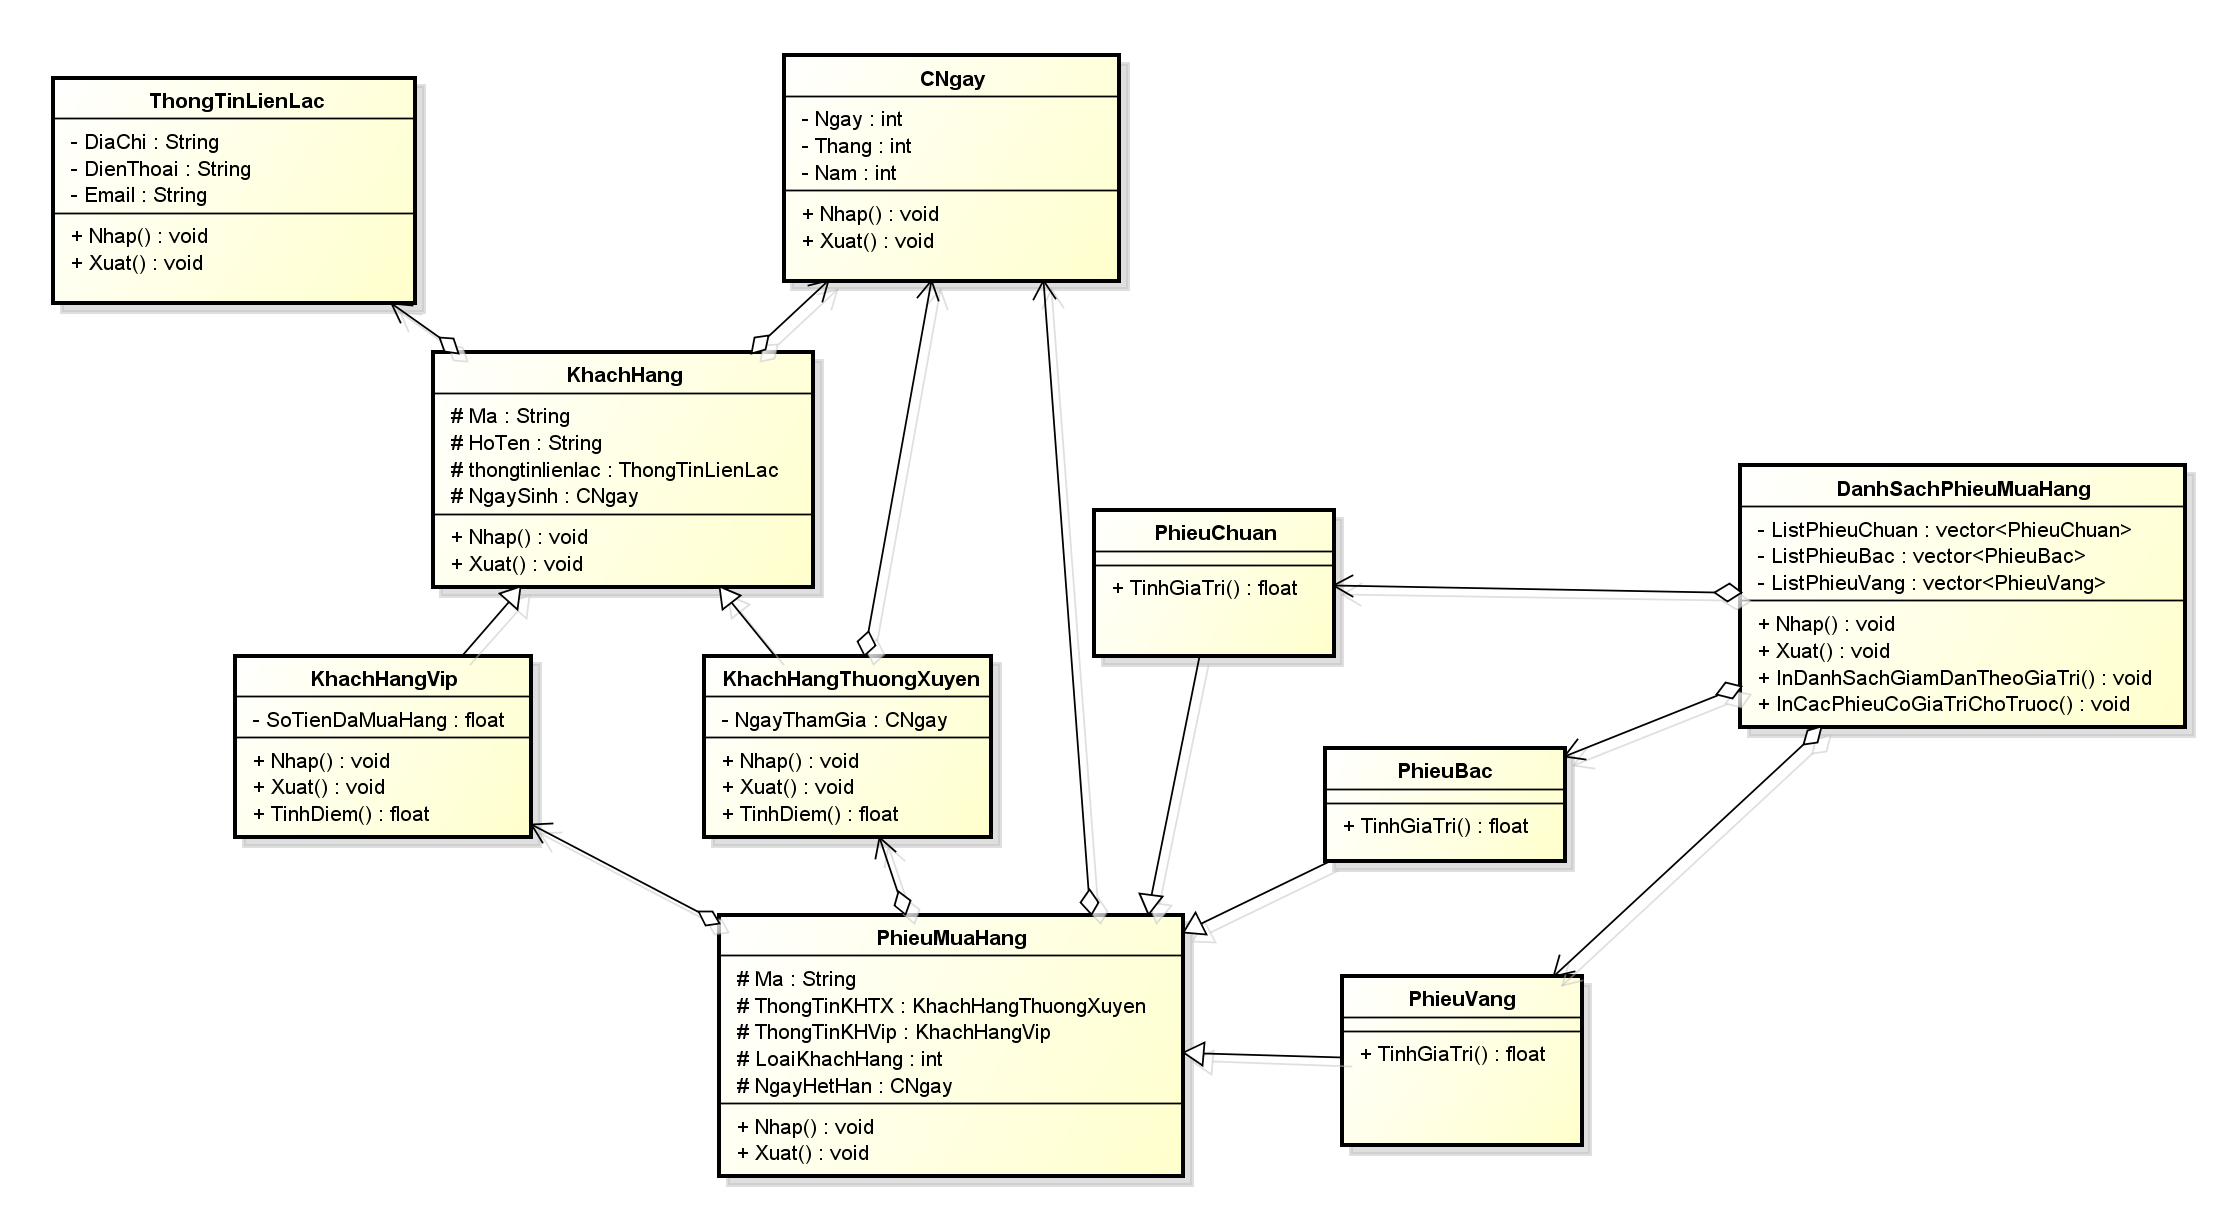 ThongTinLienLac
- DiaChi : String
- DienThoai : String
- Email : String
+ Nhap() : void
+ Xuat() : void
CNgay
- Ngay : int
- Thang : int
- Nam : int
+ Nhap() : void
+ Xuat() : void
KhachHang
# Ma : String
# HoTen : String
# thongtinlienlac : ThongTinLienLac
# NgaySinh : CNgay
+ Nhap() : void
+ Xuat() : void
DanhSachPhieuMuaHang
- ListPhieuChuan : vector<PhieuChuan>
- ListPhieuBac : vector<PhieuBac>
- ListPhieuVang : vector<PhieuVang>
+ Nhap() : void
+ Xuat() : void
+ InDanhSachGiamDanTheoGiaTri() : void
+ InCacPhieuCoGiaTriChoTruoc() : void
PhieuChuan
+ TinhGiaTri() : float
KhachHangVip
- SoTienDaMuaHang : float
+ Nhap() : void
+ Xuat() : void
+ TinhDiem() : float
KhachHangThuongXuyen
- NgayThamGia : CNgay
+ Nhap() : void
+ Xuat() : void
+ TinhDiem() : float
PhieuBac
+ TinhGiaTri() : float
PhieuMuaHang
# Ma : String
# ThongTinKHTX : KhachHangThuongXuyen
# ThongTinKHVip : KhachHangVip
# LoaiKhachHang : int
# NgayHetHan : CNgay
+ Nhap() : void
+ Xuat() : void
PhieuVang
+ TinhGiaTri() : float